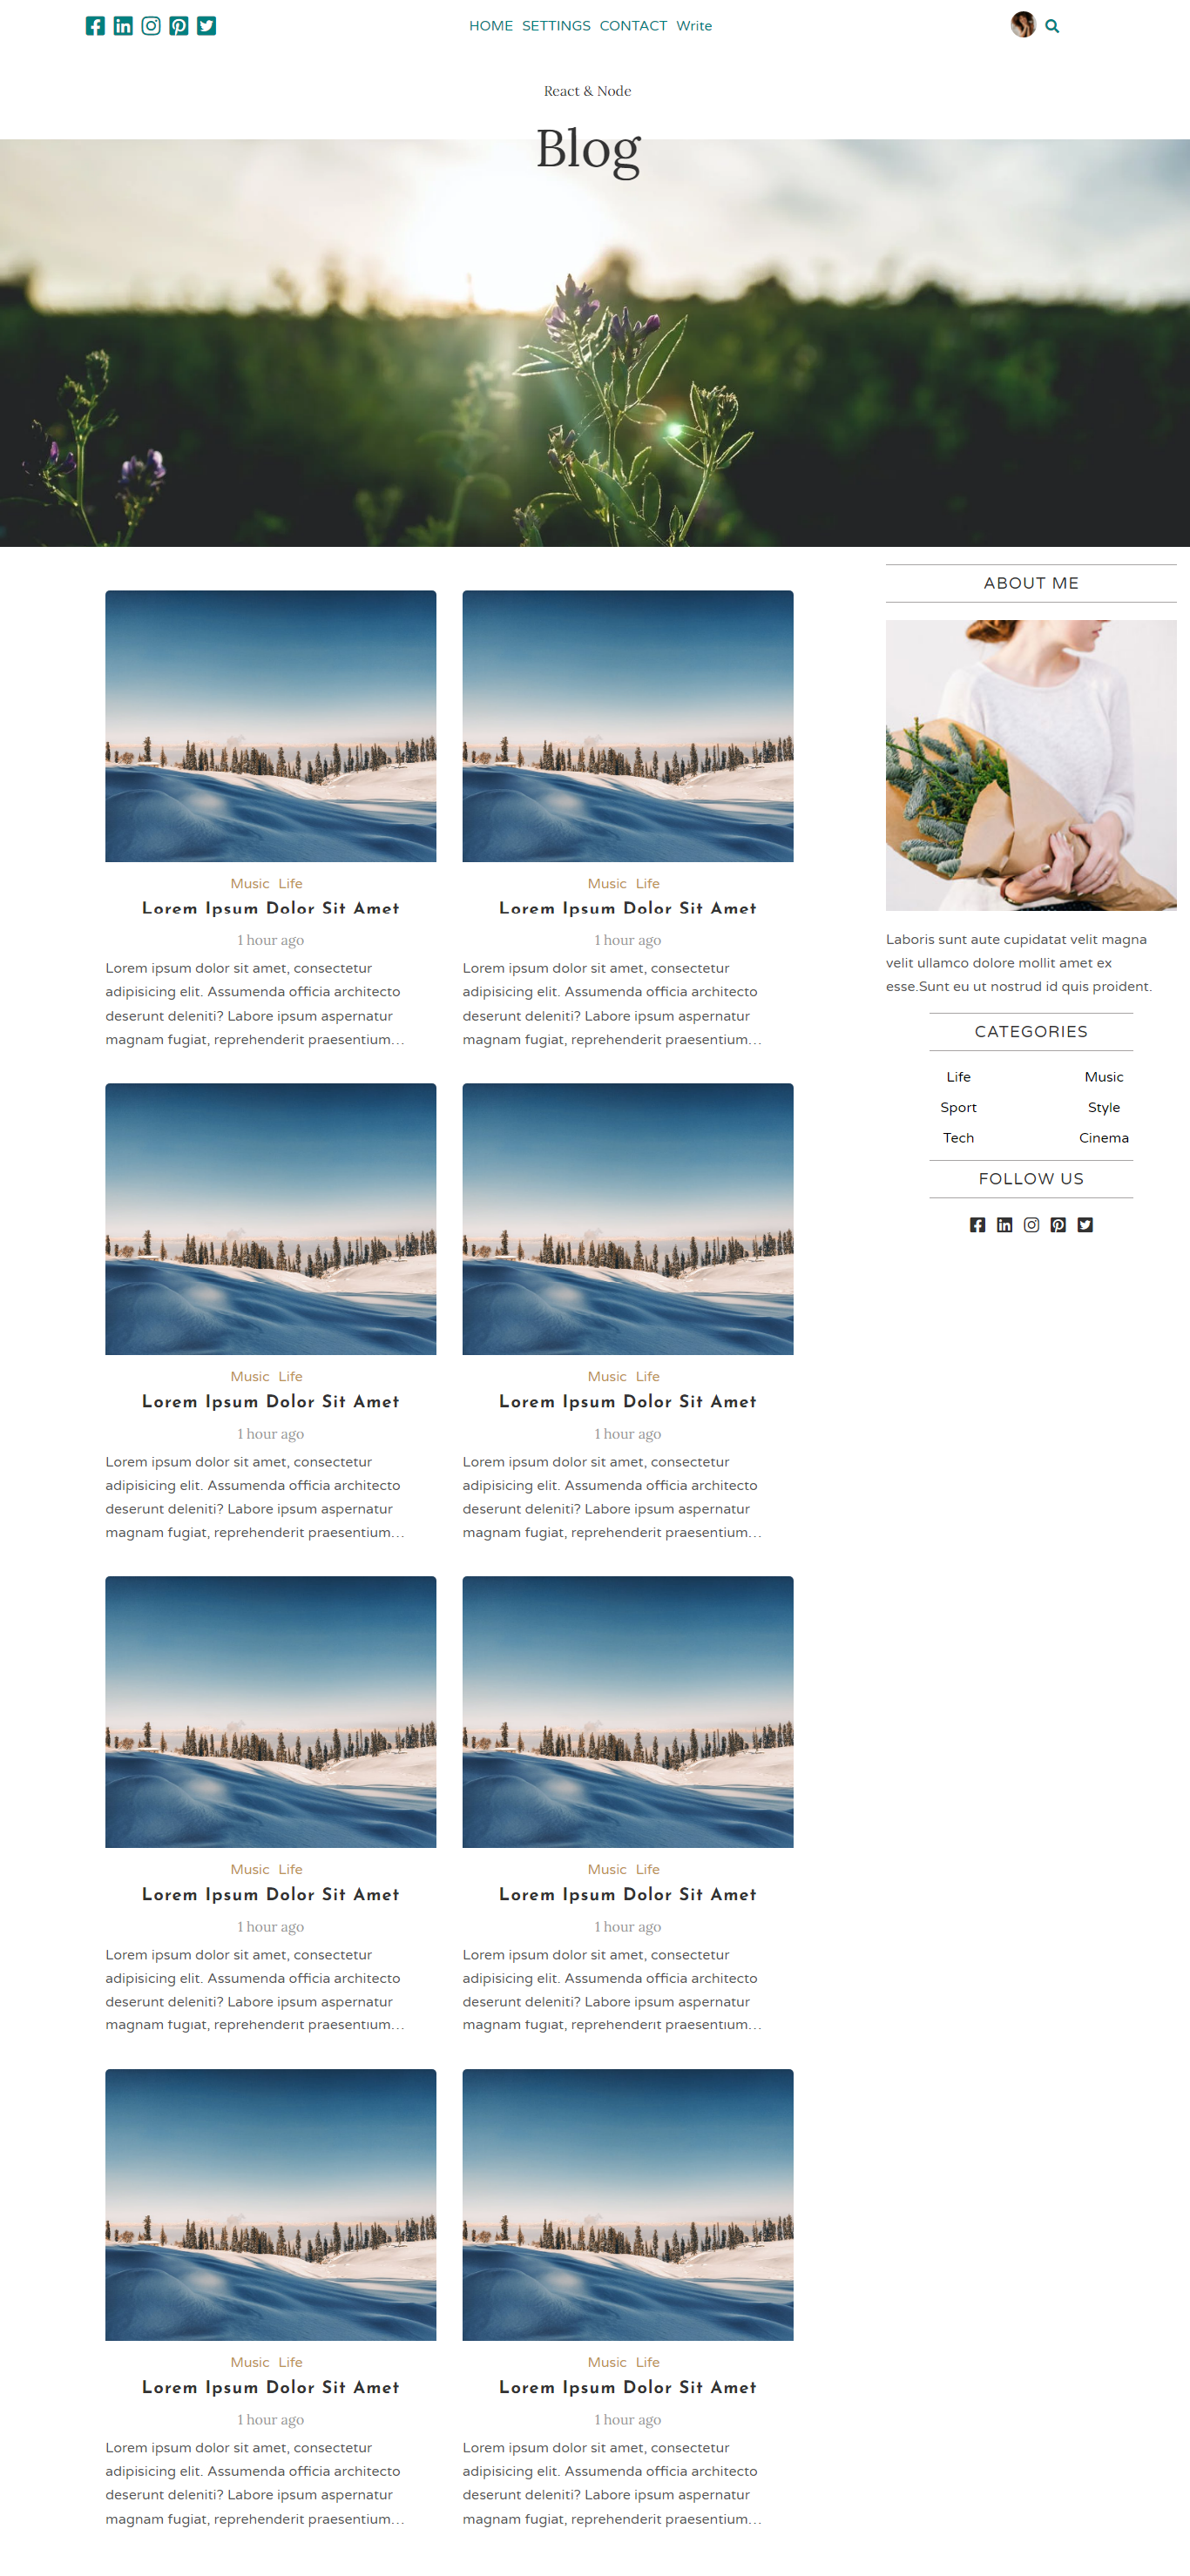 HOME SETTINGS CONTACT Write
React & Node
Blog
Music Life
Lorem Ipsum Dolor Sit Amet
1 hour ago
Lorem ipsum dolor sit amet, consectetur
adipisicing elit. Assumenda officia architecto
deserunt deleniti? Labore ipsum aspernatur
magnam fugiat, reprehenderit praesentium...
Music Life
Lorem Ipsum Dolor Sit Amet
1 hour ago
Lorem ipsum dolor sit amet, consectetur
adipisicing elit. Assumenda officia architecto
deserunt deleniti? Labore ipsum aspernatur
magnam fugiat, reprehenderit praesentium...
Music Life
Lorem Ipsum Dolor Sit Amet
1 hour ago
Lorem ipsum dolor sit amet, consectetur
adipisicing elit. Assumenda officia architecto
deserunt deleniti? Labore ipsum aspernatur
magnam fugiat, reprehenderit praesentium...
Music Life
Lorem Ipsum Dolor Sit Amet
1 hour ago
Lorem ipsum dolor sit amet, consectetur
adipisicing elit. Assumenda officia architecto
deserunt deleniti? Labore ipsum aspernatur
magnam fugiat, reprehenderit praesentium...
Music Life
Lorem Ipsum Dolor Sit Amet
1 hour ago
Lorem ipsum dolor sit amet, consectetur
adipisicing elit. Assumenda officia architecto
deserunt deleniti? Labore ipsum aspernatur
magnam fugiat, reprehenderit praesentium...
Music Life
Lorem Ipsum Dolor Sit Amet
1 hour ago
Lorem ipsum dolor sit amet, consectetur
adipisicing elit. Assumenda officia architecto
deserunt deleniti? Labore ipsum aspernatur
magnam fugiat, reprehenderit praesentium...
Music Life
Lorem Ipsum Dolor Sit Amet
1 hour ago
Lorem ipsum dolor sit amet, consectetur
adipisicing elit. Assumenda officia architecto
deserunt deleniti? Labore ipsum aspernatur
magnam fugiat, reprehenderit praesentium...
Music Life
Lorem Ipsum Dolor Sit Amet
1 hour ago
Lorem ipsum dolor sit amet, consectetur
adipisicing elit. Assumenda officia architecto
deserunt deleniti? Labore ipsum aspernatur
magnam fugiat, reprehenderit praesentium...
ABOUT ME
Laboris sunt aute cupidatat velit magna
velit ullamco dolore mollit amet ex
esse.Sunt eu ut nostrud id quis proident.
CATEGORIES
Life Music
Sport Style
Tech Cinema
FOLLOW US